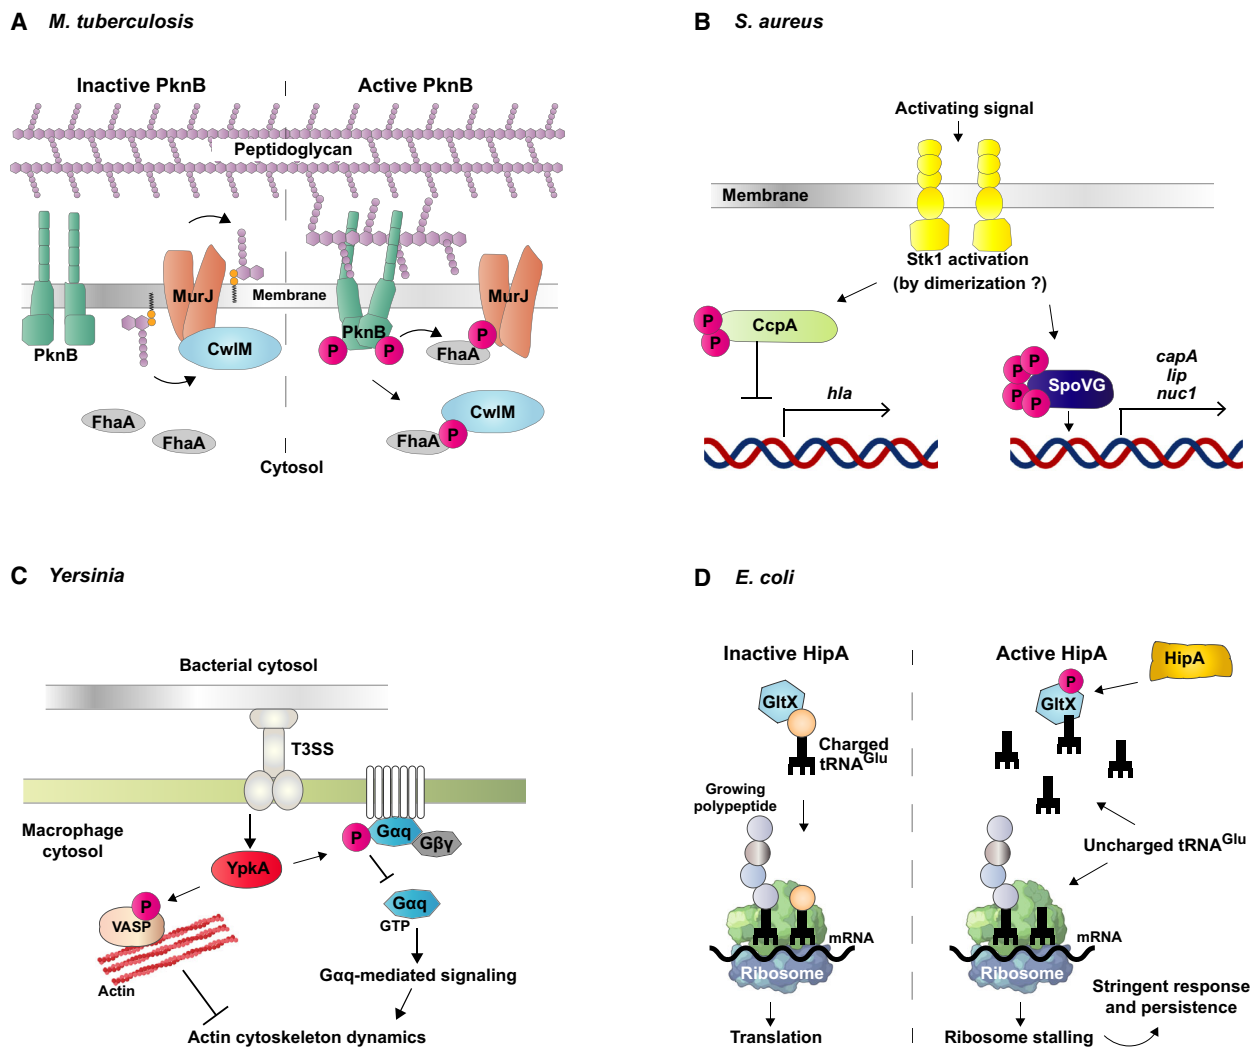 A M. tuberculosis
Inactive PknB
Active PknB
Peptidoglycan
MurJ
Membrane
MurJ
PknB
PknB
CwlM
P
P
P
FhaA
CwlM
FhaA
FhaA
FhaA
P
Cytosol
B S. aureus
Activating signal
Membrane
Stk1 activation
(by dimerization ?)
P
P
CcpA
hla
P
P
P
P
SpoVG
capA
lip
nuc1
C Yersinia
Bacterial cytosol
T3SS
Macrophage
cytosol
P
Gαq
Gβγ
YpkA
P
VASP
Actin
Gαq
GTP
Gαq-mediated signaling
Actin cytoskeleton dynamics
D E. coli
Inactive HipA
GltX
Charged
tRNAGlu
Growing
polypeptide
mRNA
Ribosome
Translation
Active HipA
HipA
P
GltX
Uncharged tRNAGlu
mRNA
Ribosome
Stringent response
and persistence
Ribosome stalling